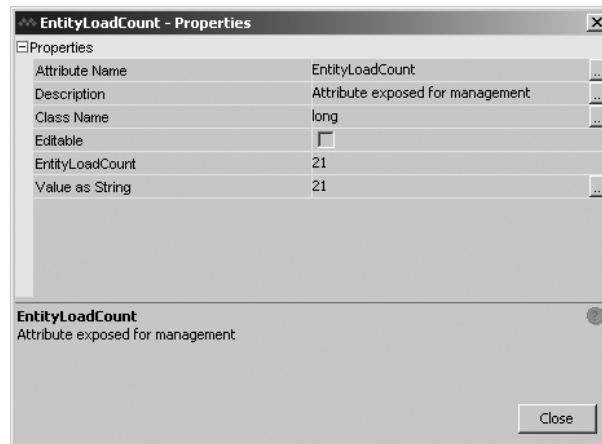 EntityLoadCount - Properties
Properties
Attribute Name EntityLoadCount ...
Description Attribute exposed for management ...
Class Name long ...
Editable
EntityLoadCount 21
Value as String 21 ...
EntityLoadCount
Attribute exposed for management
Close